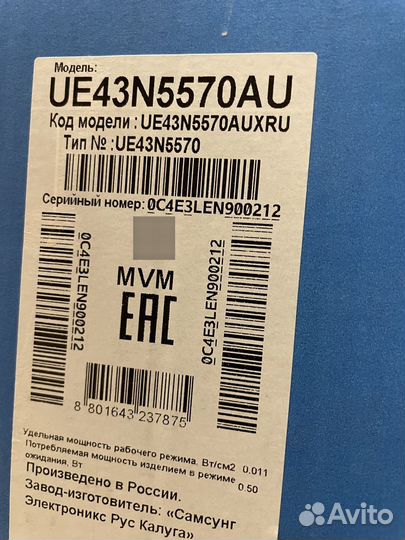 Модель:
UE43N5570AU
Код модели : UE43N5570AUXRU
Тип № :UE43N5570
Серийный номер: 0C4E3LEN900212
0C4E3LEN900212
0C4E3LEN900212
MVM
EAC
8 801643 237875
Удельная мощность рабочего режима, Вт/см2 0.011
Потребляемая мощность изделием в режиме
ожидания, Вт 0.50
Произведено в России.
Завод-изготовитель: «Самсунг
Электроникс Рус Калуга»
Avito